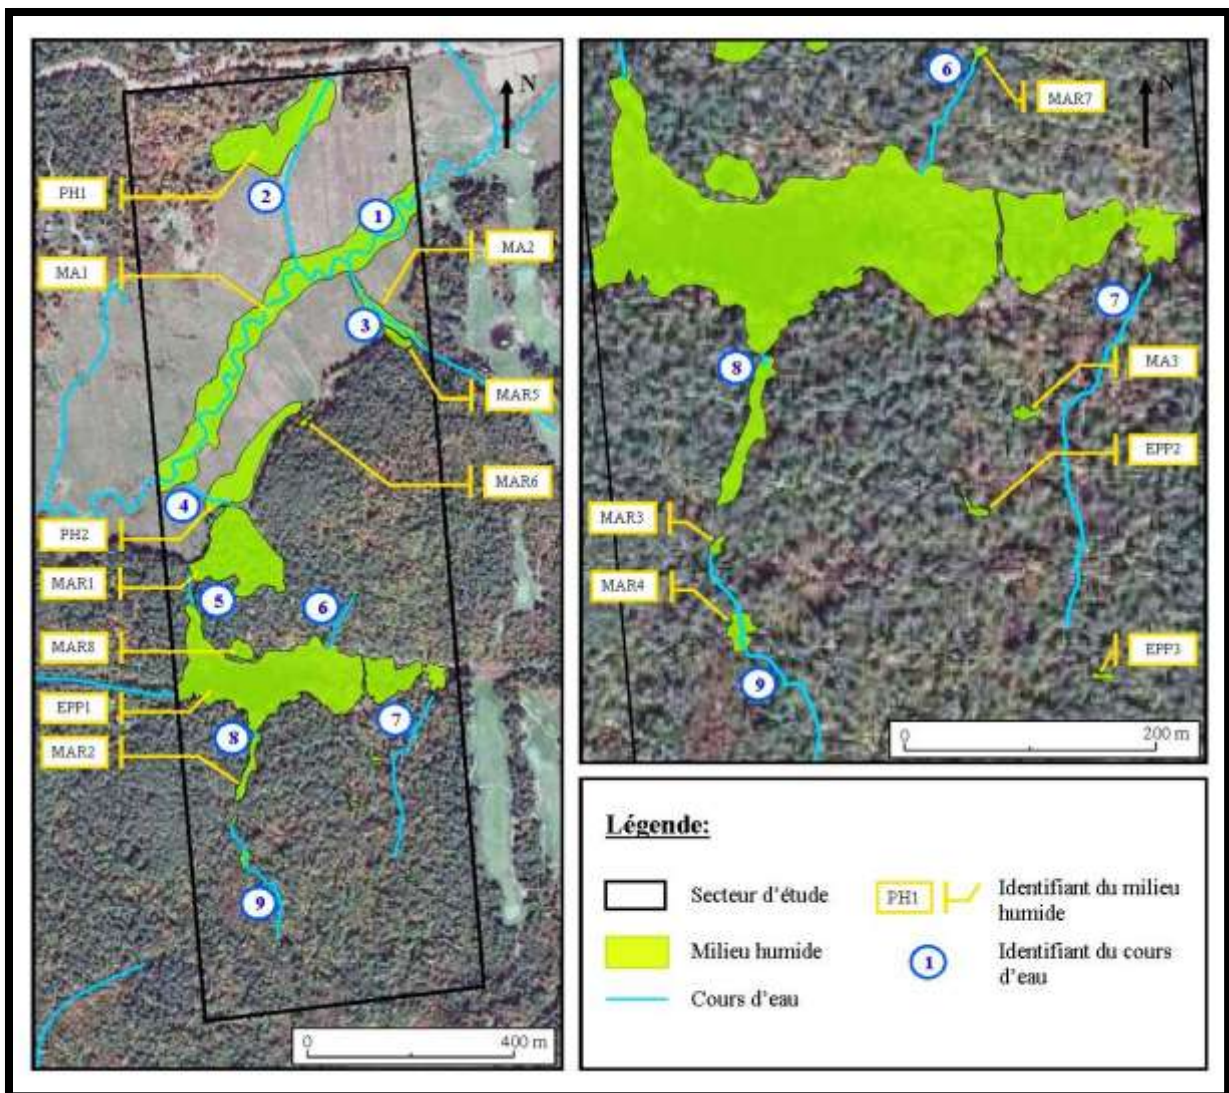 N
PH1
2
1
MA2
MA1
3
MAR5
MAR6
4
PH2
MAR1
5
6
MAR8
EPP1
7
8
MAR2
9
0
400 m
6
MAR7
N
7
8
MA3
EPP2
MAR3
MAR4
EPP3
9
0
200 m
Légende:
Secteur d'étude
PH1
Identifiant du milieu
humide
Milieu humide
1
Identifiant du cours
d'eau
Cours d'eau